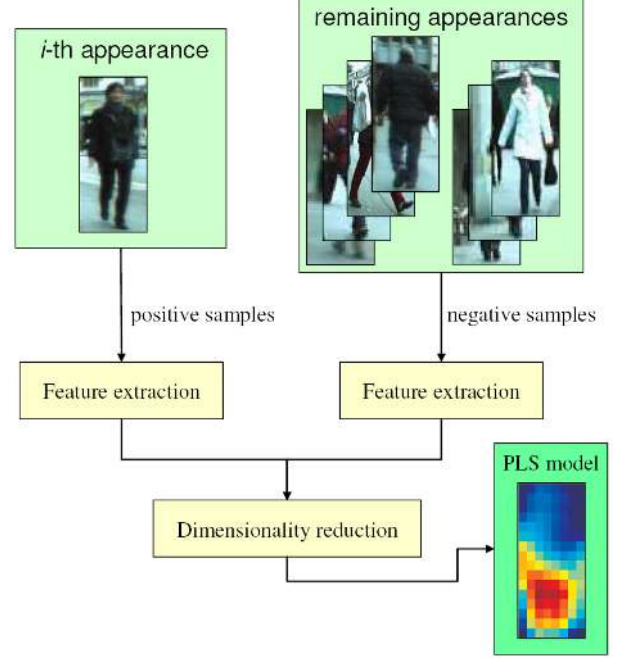 i-th appearance
remaining appearances
positive samples
negative samples
Feature extraction
Feature extraction
PLS model
Dimensionality reduction